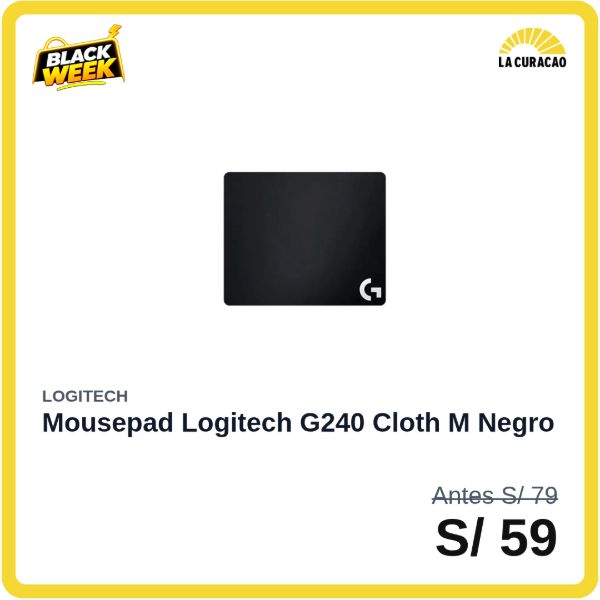 BLACK
WEEK
LA CURACAO
G
LOGITECH
Mousepad Logitech G240 Cloth M Negro
Antes S/ 79
S/ 59